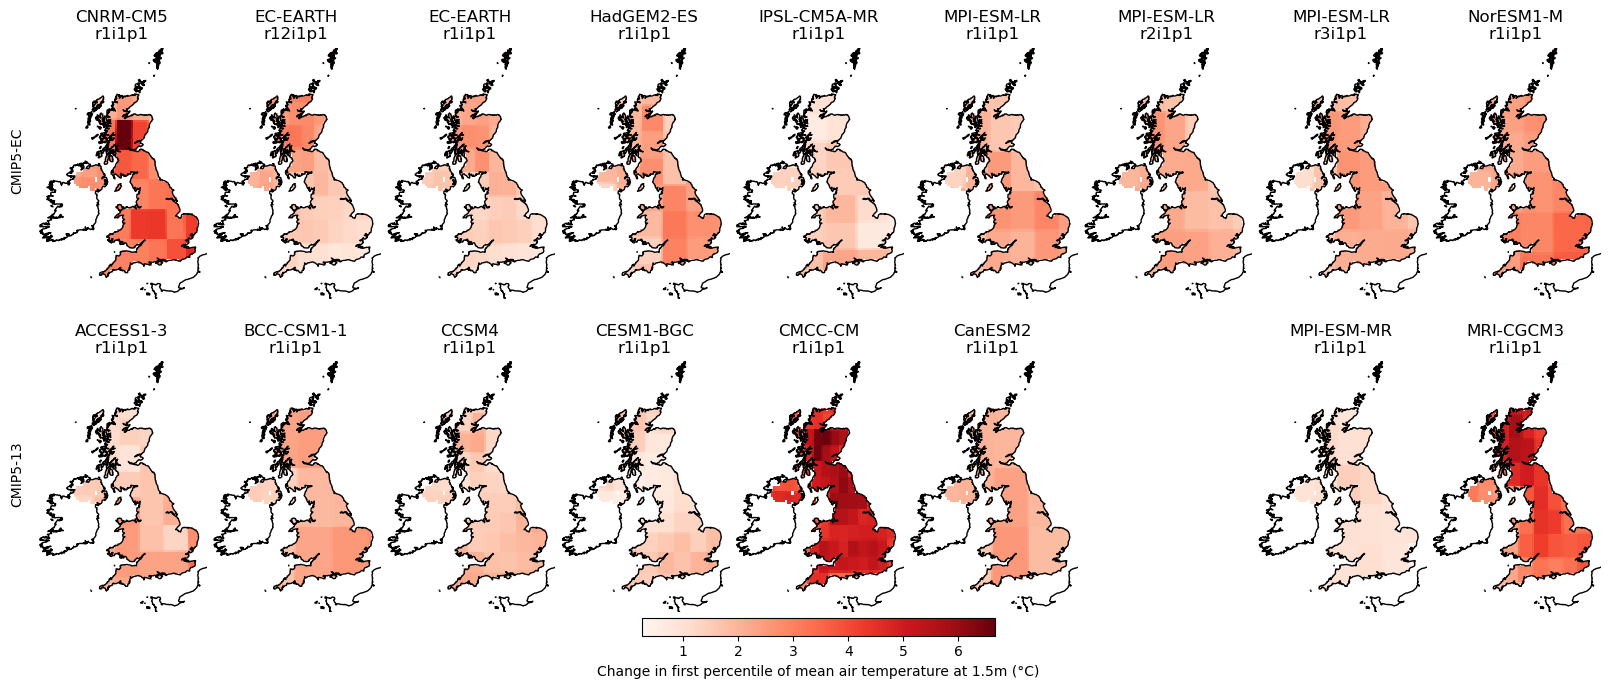 CNRM-CM5
r1i1p1
EC-EARTH
r12i1p1
EC-EARTH
r1i1p1
HadGEM2-ES
r1i1p1
IPSL-CM5A-MR
r1i1p1
MPI-ESM-LR
r1i1p1
MPI-ESM-LR
r2i1p1
MPI-ESM-LR
r3i1p1
NorESM1-M
r1i1p1
CMIP5-EC
ACCESS1-3
r1i1p1
BCC-CSM1-1
r1i1p1
CCSM4
r1i1p1
CESM1-BGC
r1i1p1
CMCC-CM
r1i1p1
CanESM2
r1i1p1
MPI-ESM-MR
r1i1p1
MRI-CGCM3
r1i1p1
CMIP5-13
1 2 3 4 5 6
Change in first percentile of mean air temperature at 1.5m (°C)